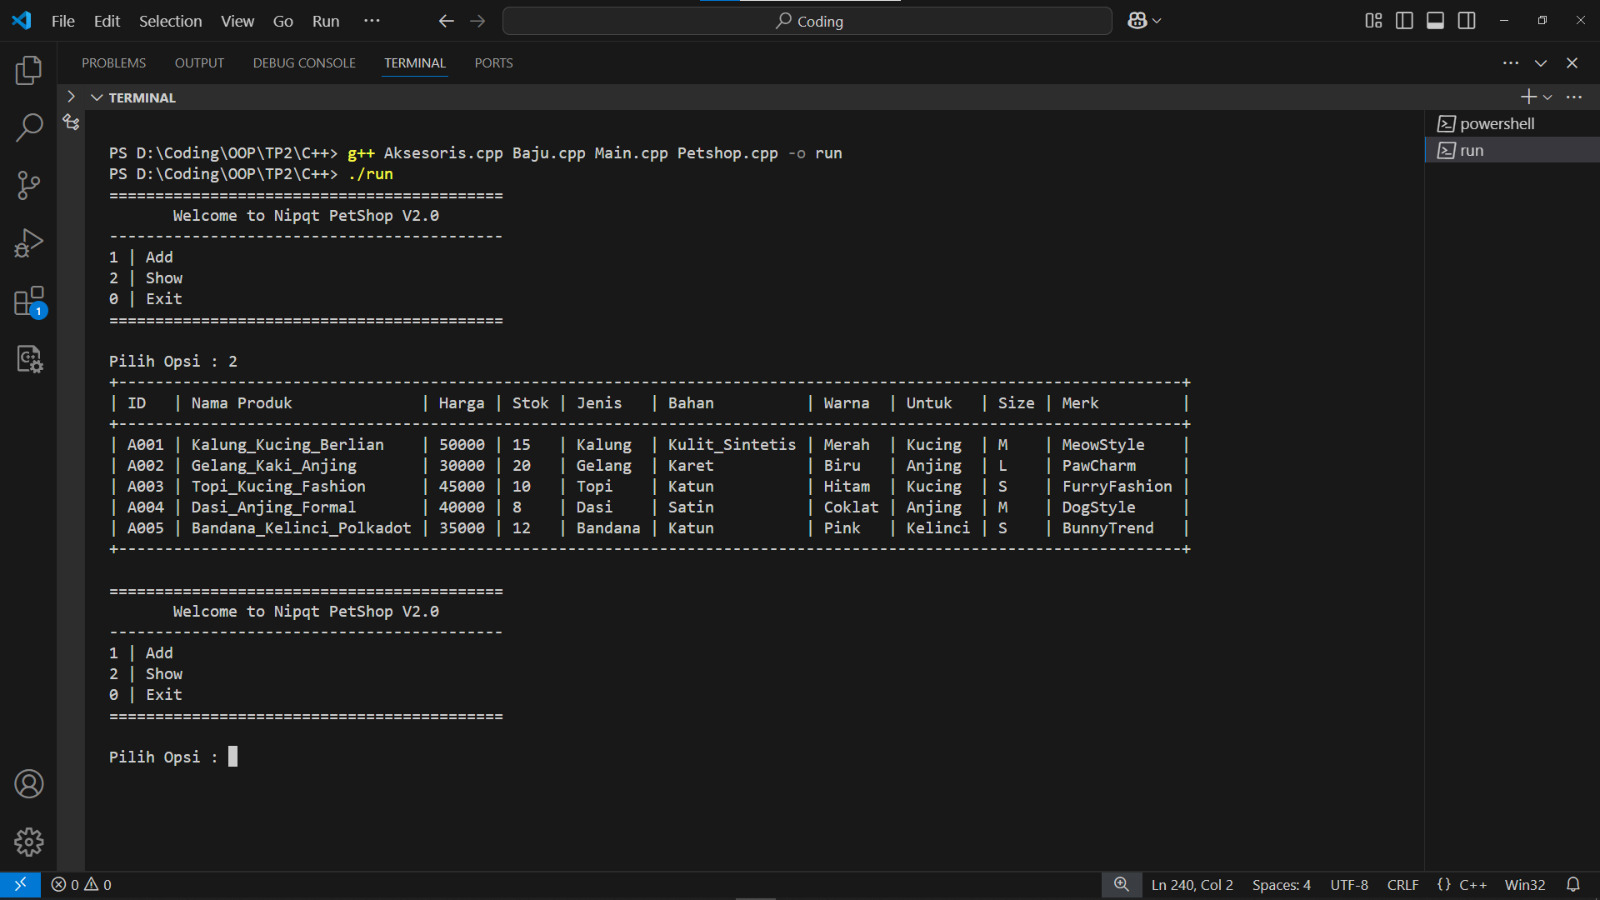 File Edit Selection View Go Run ··· Coding
PROBLEMS OUTPUT DEBUG CONSOLE TERMINAL PORTS
TERMINAL
powershell
run
PS D:\Coding\OOP\TP2\C++> g++ Aksesoris.cpp Baju.cpp Main.cpp Petshop.cpp -o run
PS D:\Coding\OOP\TP2\C++> ./run
===========================================
       Welcome to Nipqt PetShop V2.0
-------------------------------------------
1 | Add
2 | Show
0 | Exit
===========================================
Pilih Opsi : 2
+--------------------------------------------------------------------------------------------------------------------+
| ID   | Nama Produk              | Harga | Stok | Jenis   | Bahan          | Warna  | Untuk   | Size | Merk         |
+--------------------------------------------------------------------------------------------------------------------+
| A001 | Kalung_Kucing_Berlian    | 50000 | 15   | Kalung  | Kulit_Sintetis | Merah  | Kucing  | M    | MeowStyle    |
| A002 | Gelang_Kaki_Anjing       | 30000 | 20   | Gelang  | Karet          | Biru   | Anjing  | L    | PawCharm     |
| A003 | Topi_Kucing_Fashion      | 45000 | 10   | Topi    | Katun          | Hitam  | Kucing  | S    | FurryFashion |
| A004 | Dasi_Anjing_Formal       | 40000 | 8    | Dasi    | Satin          | Coklat | Anjing  | M    | DogStyle     |
| A005 | Bandana_Kelinci_Polkadot | 35000 | 12   | Bandana | Katun          | Pink   | Kelinci | S    | BunnyTrend   |
+--------------------------------------------------------------------------------------------------------------------+
===========================================
       Welcome to Nipqt PetShop V2.0
-------------------------------------------
1 | Add
2 | Show
0 | Exit
===========================================
Pilih Opsi :
1
0 0 Ln 240, Col 2 Spaces: 4 UTF-8 CRLF {} C++ Win32